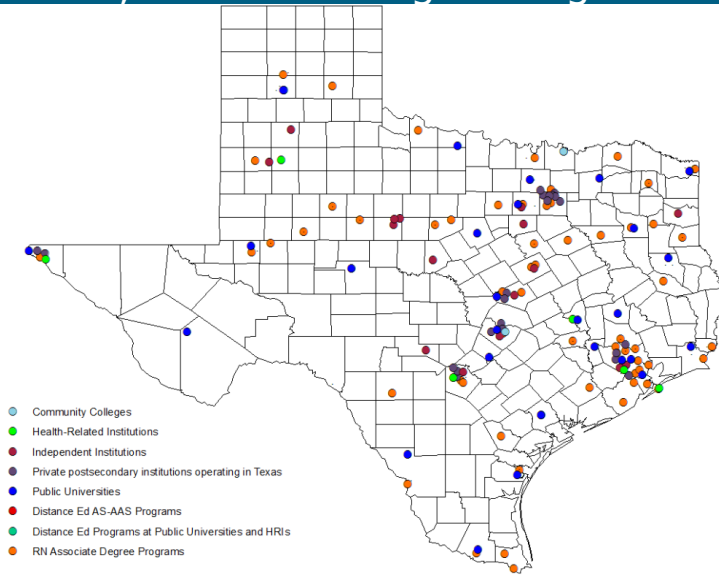 Community Colleges
Health-Related Institutions
Independent Institutions
Private postsecondary institutions operating in Texas
Public Universities
Distance Ed AS-AAS Programs
Distance Ed Programs at Public Universities and HRIs
RN Associate Degree Programs